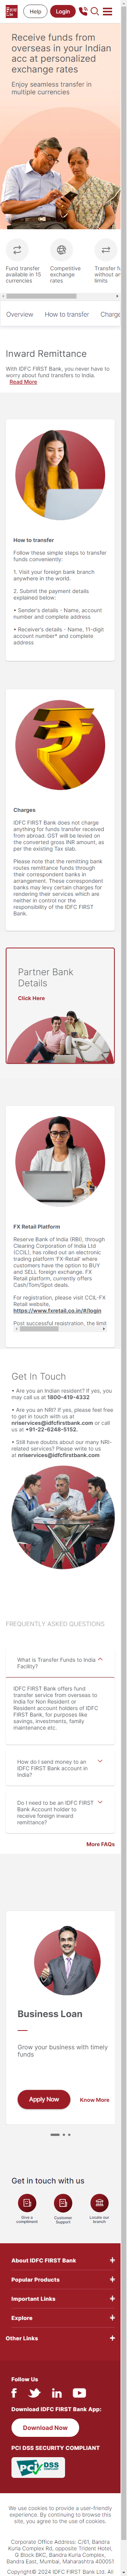 Help
Login
Receive funds from
overseas in your Indian
acc at personalized
exchange rates
Enjoy seamless transfer in
multiple currencies
Fund transfer
available in 15
currencies
Competitive
exchange
rates
Transfer
without
limits
Overview How to transfer
Inward Remittance
With IDFC FIRST Bank, you never have to
worry about fund transfers to India.
Read More
How to transfer
Follow these simple steps to transfer
funds conveniently:
1. Visit your foreign bank branch
anywhere in the world.
2. Submit the payment details
explained below:
• Sender's details - Name, account
number and complete address
• Receiver's details - Name, 11-digit
account number* and complete
address
Charges
IDFC FIRST Bank does not charge
anything for funds transfer received
from abroad. GST will be levied on
the converted gross INR amount, as
per the existing Tax slab.
Please note that the remitting bank
routes remittance funds through
their correspondent banks in
arrangement. These correspondent
banks may levy certain charges for
rendering their services which are
neither in control nor the
responsibility of the IDFC FIRST
Bank.
Partner Bank
Details
Click Here
FX Retail Platform
Reserve Bank of India (RBI), through
Clearing Corporation of India Ltd
(CCIL), has rolled out an electronic
trading platform 'FX-Retail' where
customers have the option to BUY
and SELL foreign exchange. FX
Retail platform, currently offers
Cash/Tom/Spot deals.
For registration, please visit CCIL-FX
Retail website,
https://www.fxretail.co.in/#/login
Post successful registration, the limit
Get In Touch
• Are you an Indian resident? If yes, you
may call us at 1800-419-4332
• Are you an NRI? If yes, please feel free
to get in touch with us at
nriservices@idfcfirstbank.com or call
us at +91-22-6248-5152.
• Still have doubts about our many NRI-
related services? Please write to us
at nriservices@idfcfirstbank.com
FREQUENTLY ASKED QUESTIONS
What is Transfer Funds to India
Facility?
IDFC FIRST Bank offers fund
transfer service from overseas to
India for Non Resident or
Resident account holders of IDFC
FIRST Bank, for purposes like
savings, investments, family
maintenance etc.
How do I send money to an
IDFC FIRST Bank account in
India?
Do I need to be an IDFC FIRST
Bank Account holder to
receive foreign inward
remittance?
More FAQs
Business Loan
Grow your business with timely
funds
Apply Now
Know More
Get in touch with us
Give a
compliment
Customer
Support
Locate our
branch
About IDFC FIRST Bank +
Popular Products +
Important Links +
Explore +
Other Links +
Follow Us
Download IDFC FIRST Bank App:
Download Now
PCI DSS SECURITY COMPLIANT
PCI DSS
We use cookies to provide a user-friendly
experience. By continuing to browse this
site, you agree to the use of cookies.
Corporate Office Address: C/61, Bandra
Kurla Complex Rd, opposite Trident Hotel,
G Block BKC, Bandra Kurla Complex,
Bandra East, Mumbai, Maharashtra 400051
Copyright© 2024 IDFC FIRST Bank Ltd. All